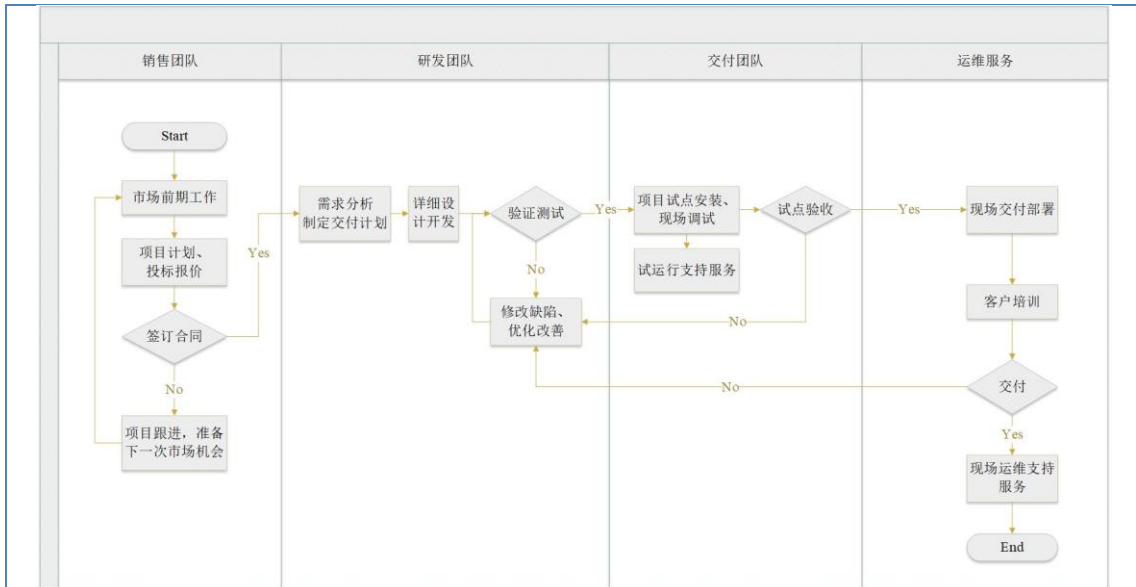 销售团队
研发团队
交付团队
运维服务
Start
市场前期工作
项目计划、
投标报价
签订合同
Yes
No
项目跟进，准备
下一次市场机会
需求分析
制定交付计划
详细设
计开发
验证测试
Yes
No
修改缺陷、
优化改善
项目试点安装、
现场调试
试运行支持服务
试点验收
Yes
No
现场交付部署
客户培训
交付
No
Yes
现场运维支持
服务
End